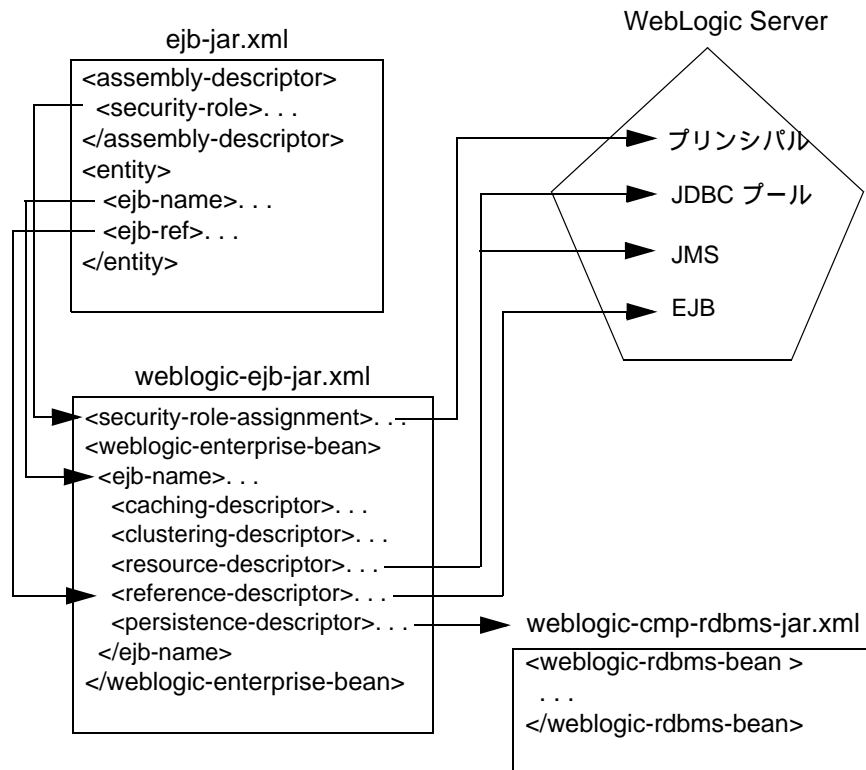 ejb-jar.xml
<assembly-descriptor>
<security-role>. . .
</assembly-descriptor>
<entity>
<ejb-name>. . .
<ejb-ref>. . .
</entity>
WebLogic Server
プリンシパル
JDBC プール
JMS
EJB
weblogic-ejb-jar.xml
<security-role-assignment>. . .
<weblogic-enterprise-bean>
<ejb-name>. . .
<caching-descriptor>. . .
<clustering-descriptor>. . .
<resource-descriptor>. . .
<reference-descriptor>. . .
<persistence-descriptor>. . .
</ejb-name>
</weblogic-enterprise-bean>
weblogic-cmp-rdbms-jar.xml
<weblogic-rdbms-bean >
. . .
</weblogic-rdbms-bean>